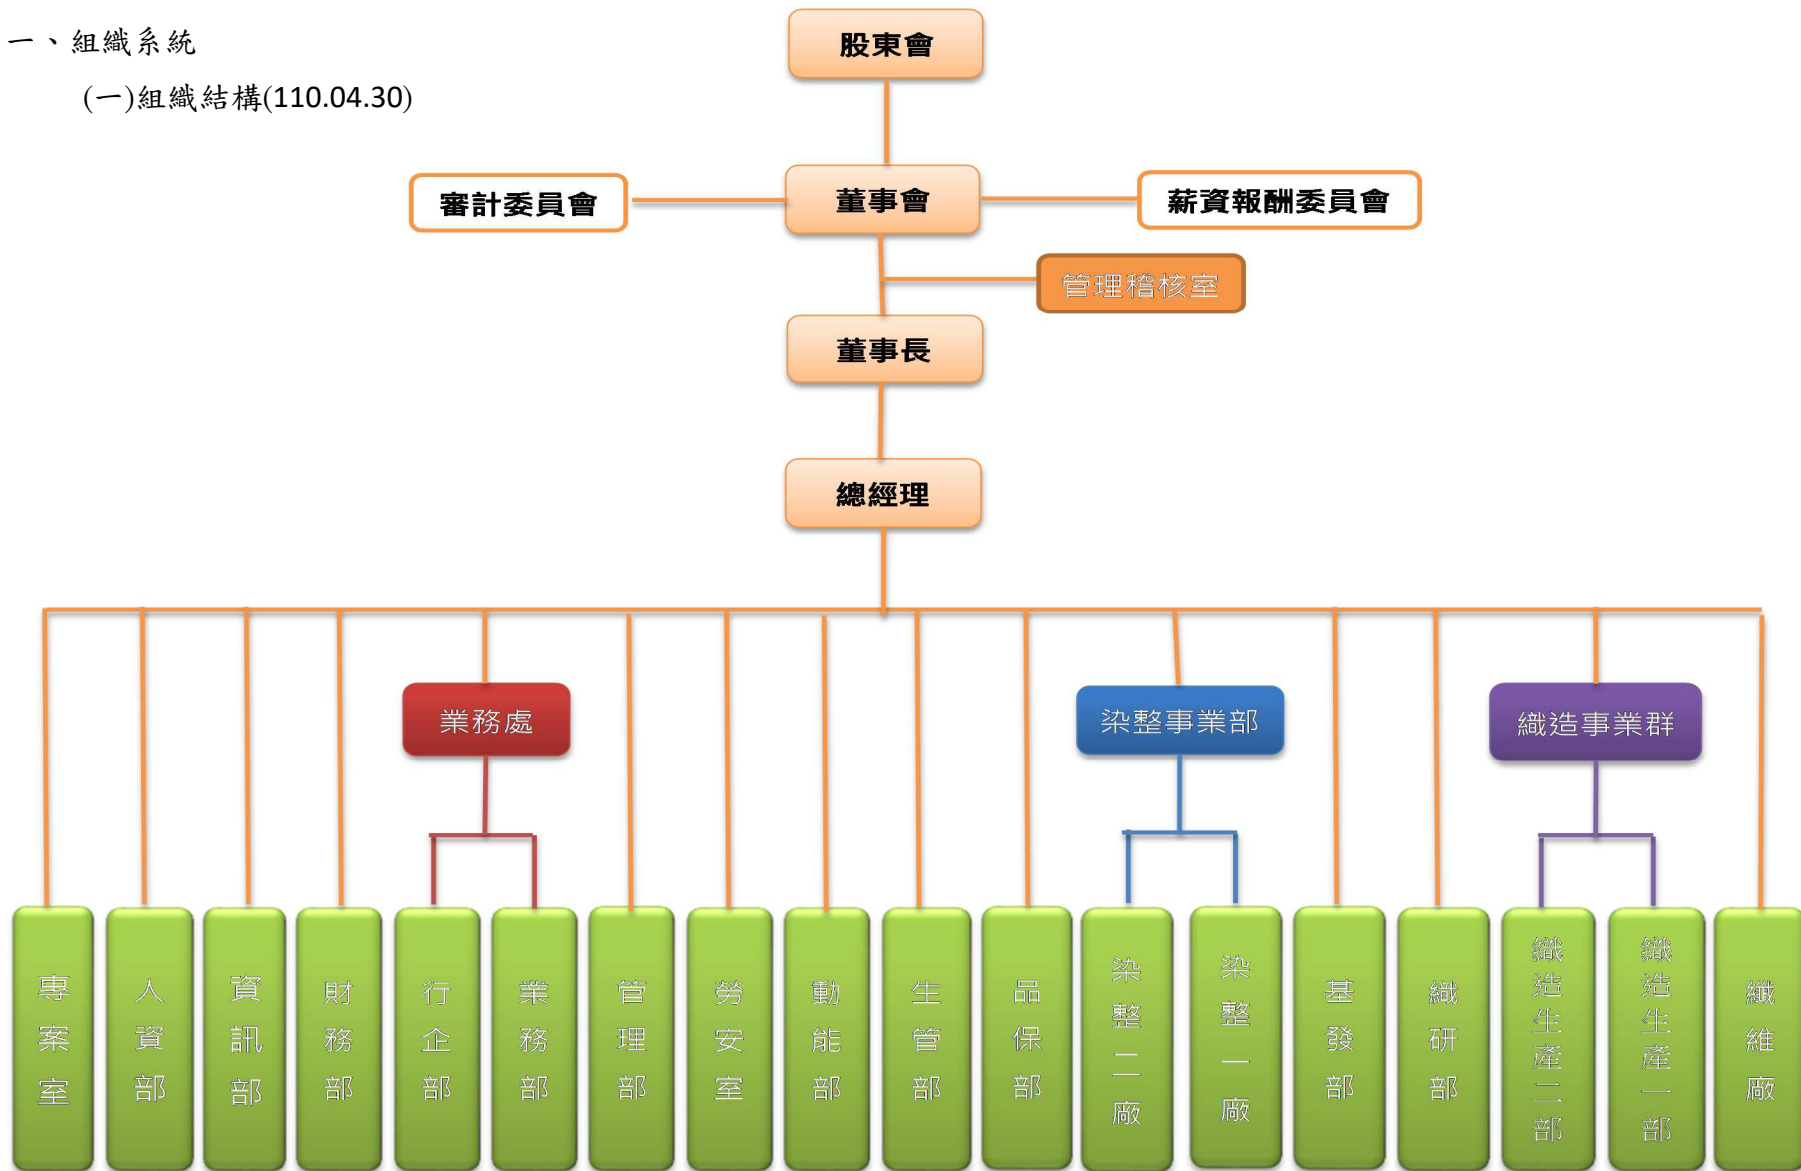 一、組織系統
(一)組織結構(110.04.30)
股東會
審計委員會
董事會
薪資報酬委員會
管理稽核室
董事長
總經理
業務處
染整事業部
織造事業群
專案室
人資部
資訊部
財務部
行企部
業務部
管理部
勞安室
動能部
生管部
品保部
染整二廠
染整一廠
基發部
織研部
織造生產二部
織造生產一部
纖維廠